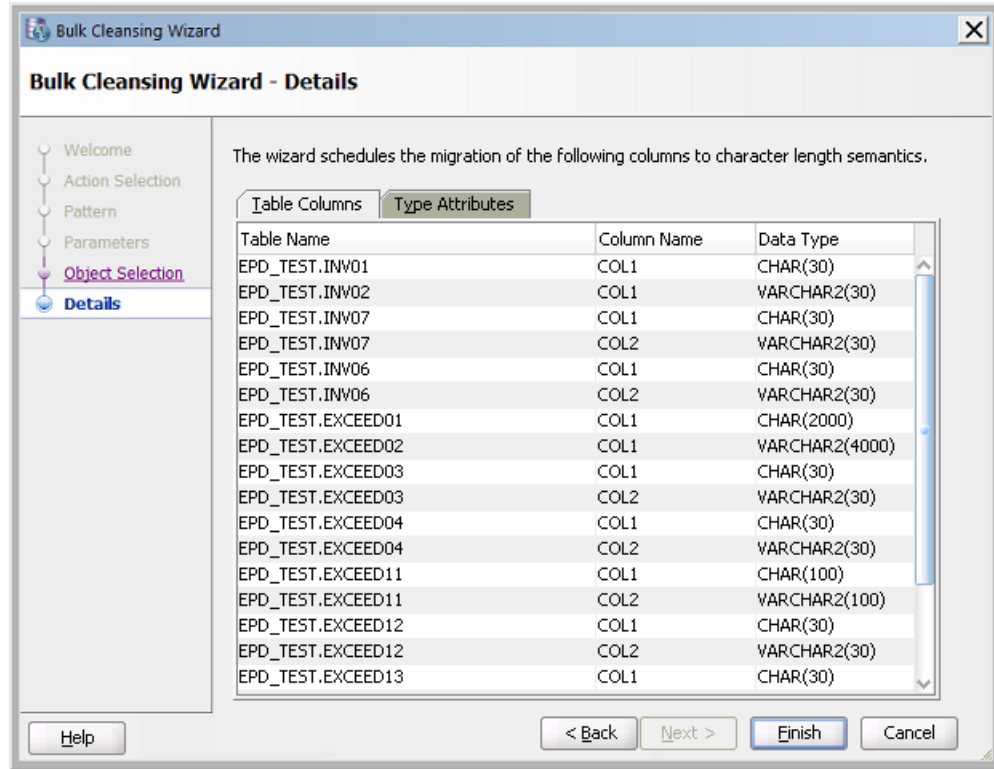 Bulk Cleansing Wizard
Bulk Cleansing Wizard - Details
Welcome
Action Selection
Pattern
Parameters
Object Selection
Details
The wizard schedules the migration of the following columns to character length semantics.
Table Columns Type Attributes
Table Name Column Name Data Type
EPD_TEST.INV01 COL1 CHAR(30)
EPD_TEST.INV02 COL1 VARCHAR2(30)
EPD_TEST.INV07 COL1 CHAR(30)
EPD_TEST.INV07 COL2 VARCHAR2(30)
EPD_TEST.INV06 COL1 CHAR(30)
EPD_TEST.INV06 COL2 VARCHAR2(30)
EPD_TEST.EXCEED01 COL1 CHAR(2000)
EPD_TEST.EXCEED02 COL1 VARCHAR2(4000)
EPD_TEST.EXCEED03 COL1 CHAR(30)
EPD_TEST.EXCEED03 COL2 VARCHAR2(30)
EPD_TEST.EXCEED04 COL1 CHAR(30)
EPD_TEST.EXCEED04 COL2 VARCHAR2(30)
EPD_TEST.EXCEED11 COL1 CHAR(100)
EPD_TEST.EXCEED11 COL2 VARCHAR2(100)
EPD_TEST.EXCEED12 COL1 CHAR(30)
EPD_TEST.EXCEED12 COL2 VARCHAR2(30)
EPD_TEST.EXCEED13 COL1 CHAR(30)
Help < Back Next > Finish Cancel